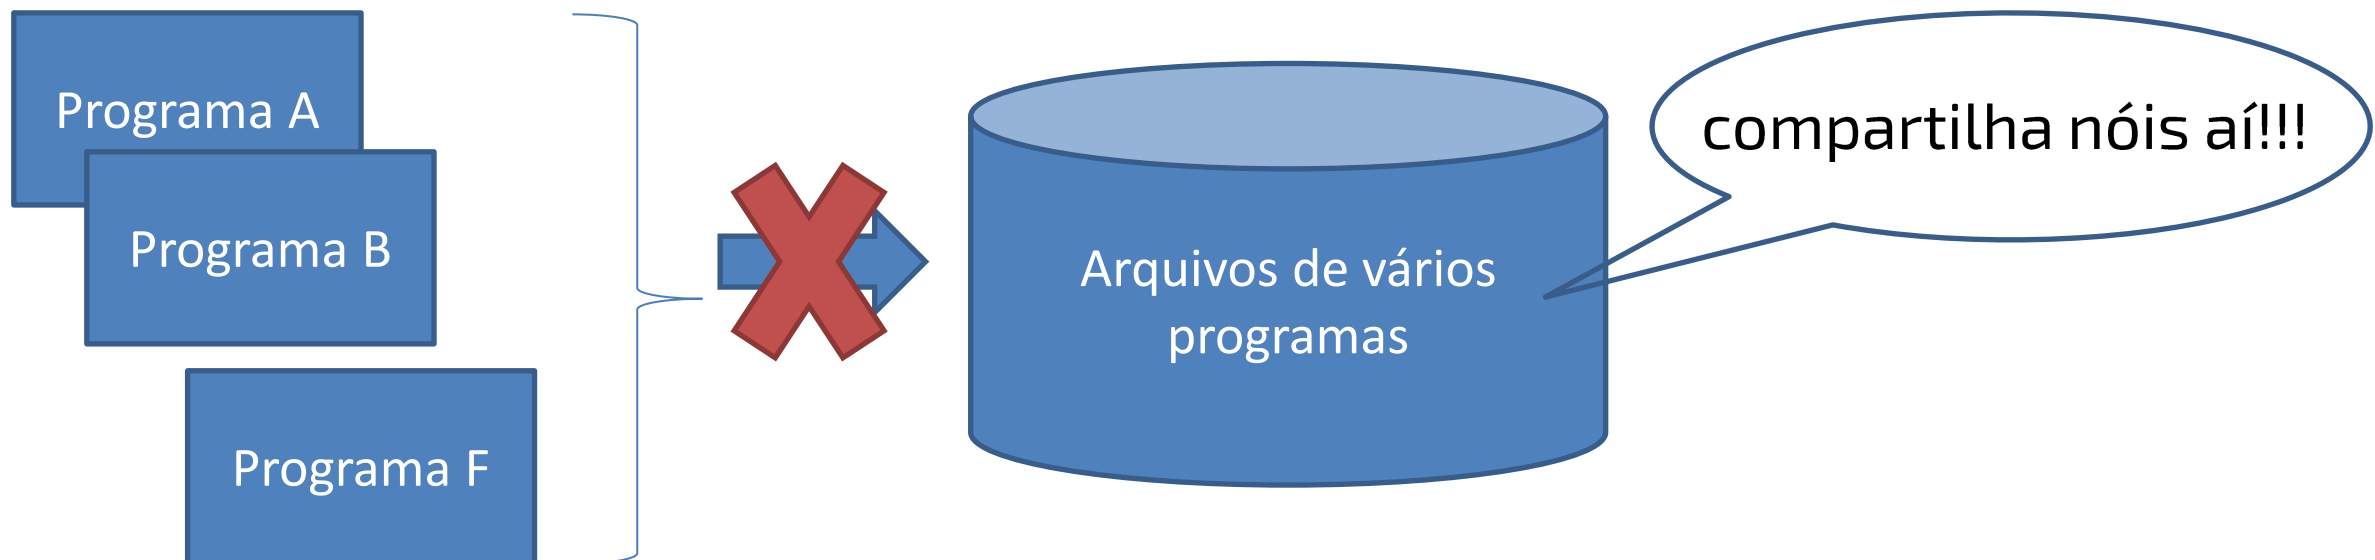 Programa A
Programa B
Programa F
Arquivos de vários
programas
compartilha nóis aí!!!